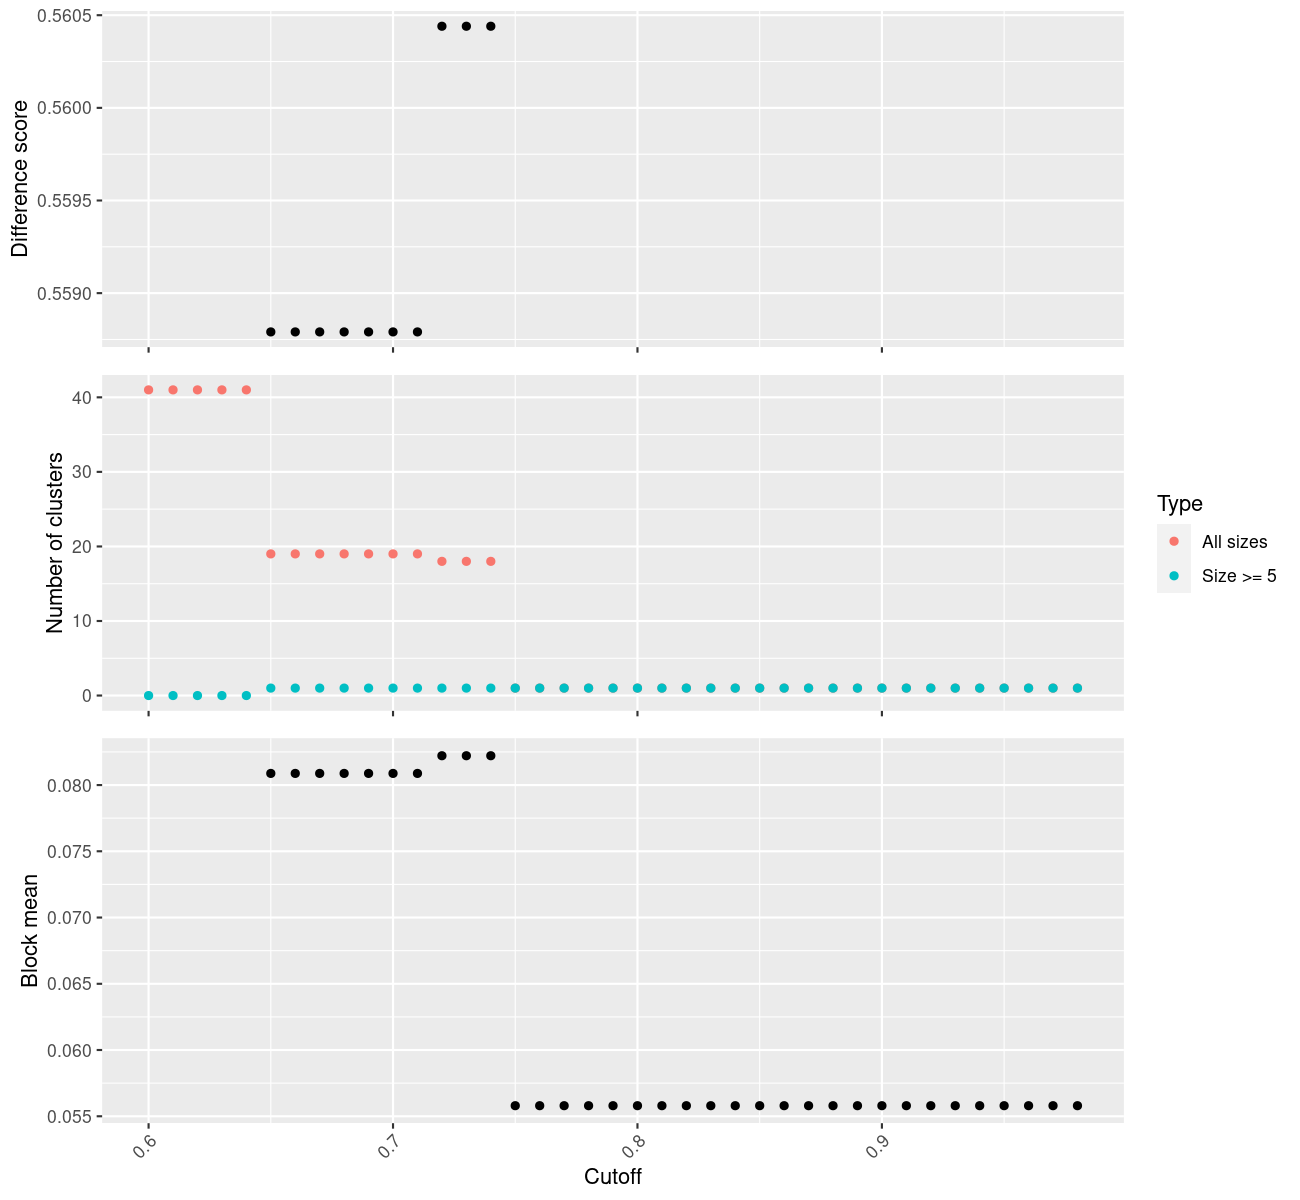 Difference score
0.5605
0.5600
0.5595
0.5590
Number of clusters
40
30
20
10
0
Type
All sizes
Size >= 5
Block mean
0.080
0.075
0.070
0.065
0.060
0.055
0.6
0.7
0.8
0.9
Cutoff